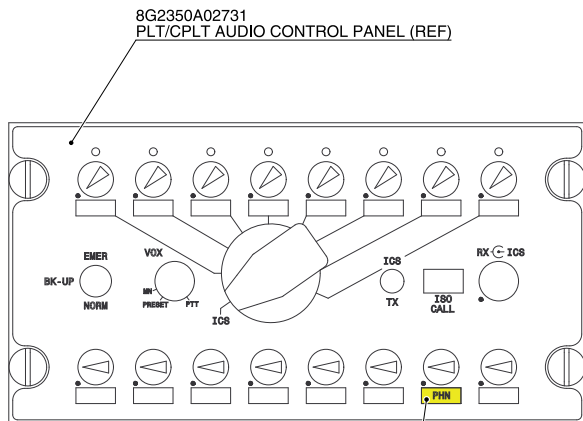 8G2350A02731
PLT/CPLT AUDIO CONTROL PANEL (REF)
EMER
BK-UP
NORM
VOX
MN
PRESET
PTT
ICS
ICS
TX
ISO
CALL
RX ICS
PHN